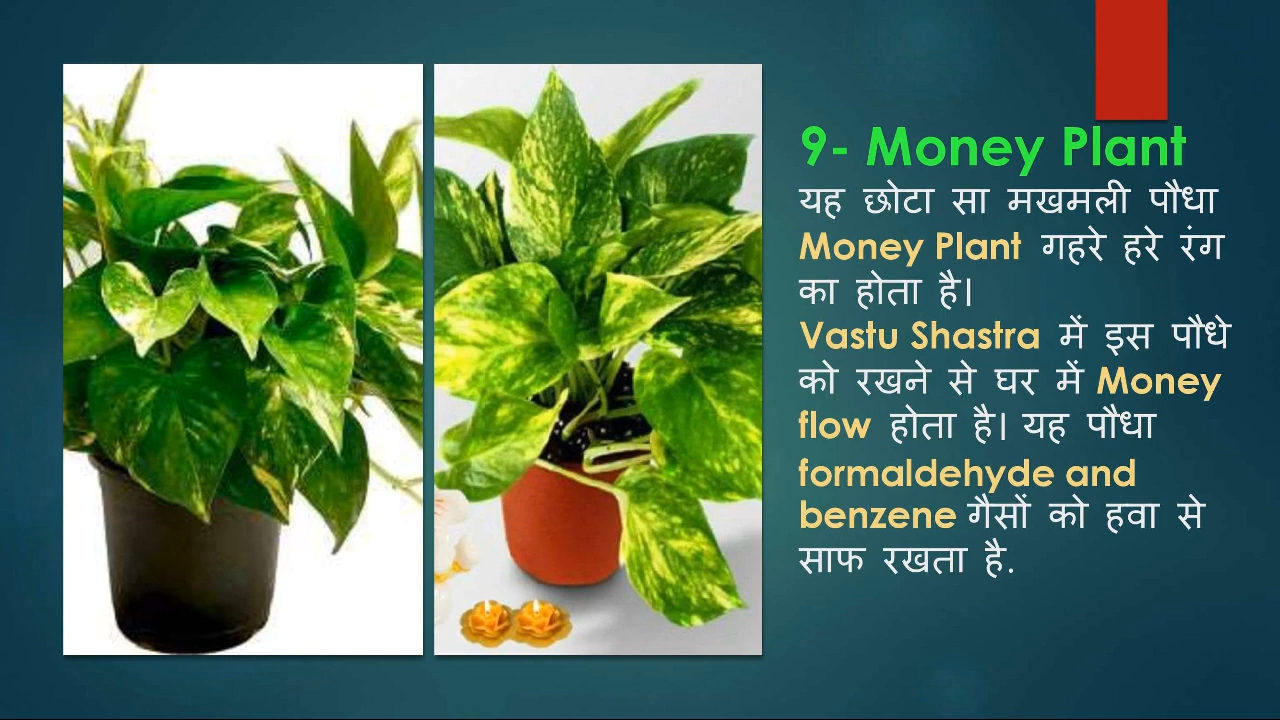 9- Money Plant
यह छोटा सा मखमली पौधा
Money Plant गहरे हरे रंग
का होता है।
Vastu Shastra में इस पौधे
को रखने से घर में Money
flow होता है। यह पौधा
formaldehyde and
benzene गैसों को हवा से
साफ रखता है.